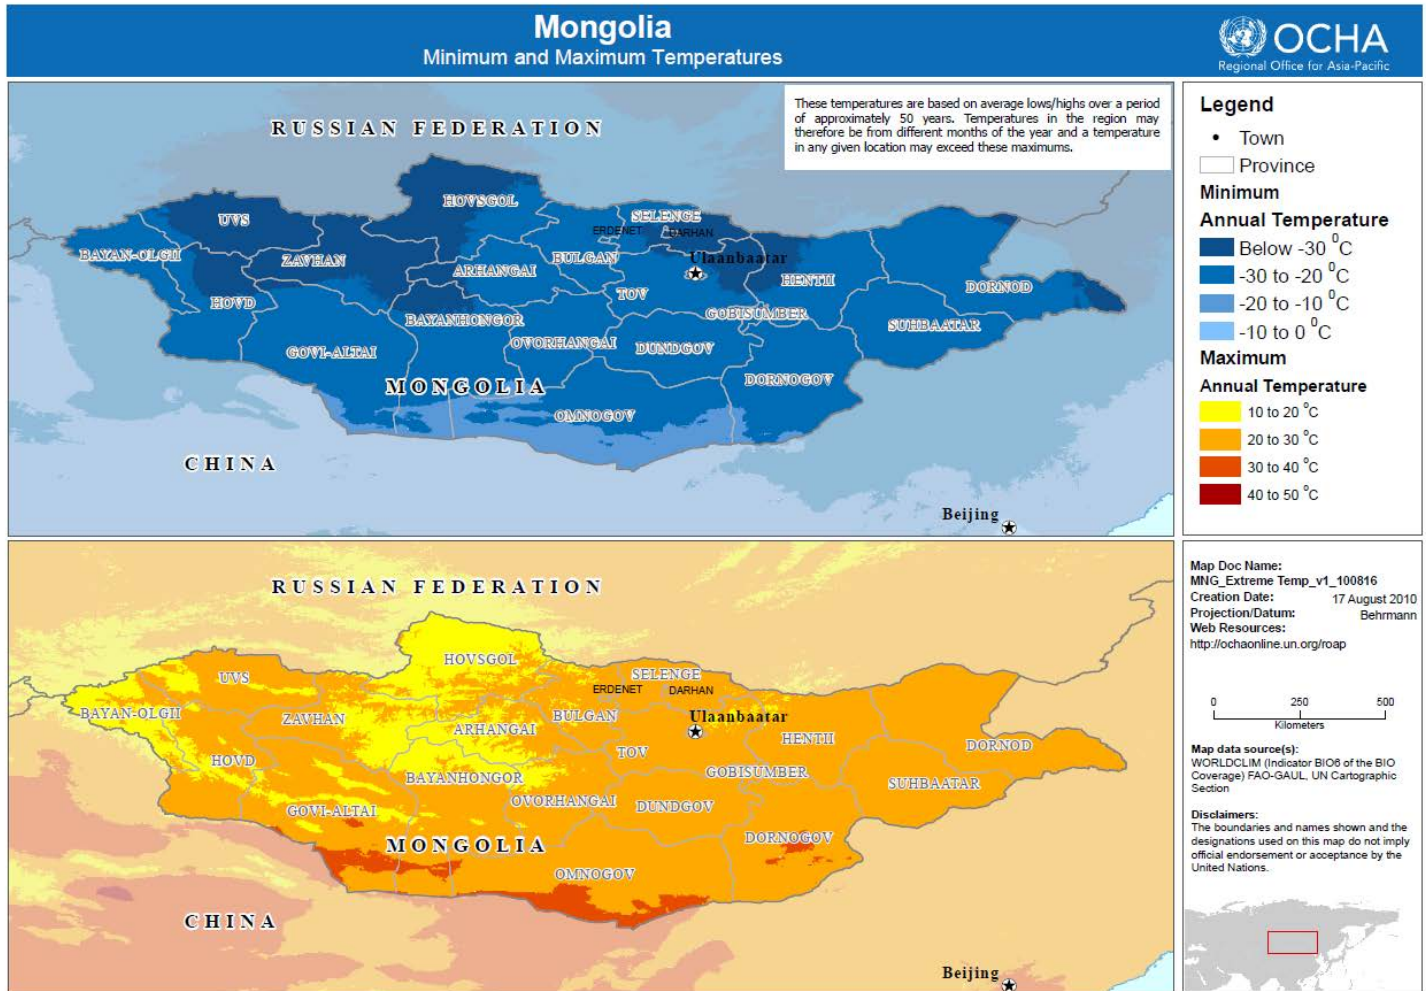 Mongolia
Minimum and Maximum Temperatures
OCHA
Regional Office for Asia-Pacific
These temperatures are based on average lows/highs over a period
of approximately 50 years. Temperatures in the region may
therefore be from different months of the year and a temperature
in any given location may exceed these maximums.
RUSSIAN FEDERATION
HOVSGOL
UVS
SELENGE
ERDENET
DARHAN
BAYAN-OLGII
ZAVHAN
ARHANGAI
BULGAN
Ulaanbaatar
HENTII
DORNOD
HOVD
TOV
BAYANHONGOR
GOBISUMBER
SUHBAATAR
GOVI-ALTAI
OVORHANGAI
DUNDGOV
DORNOGOV
MONGOLIA
OMNOGOV
CHINA
Beijing
Legend
Town
Province
Minimum
Annual Temperature
Below -30 ⁰C
-30 to -20 ⁰C
-20 to -10 ⁰C
-10 to 0 ⁰C
Maximum
Annual Temperature
10 to 20 ⁰C
20 to 30 ⁰C
30 to 40 ⁰C
40 to 50 ⁰C
RUSSIAN FEDERATION
HOVSGOL
UVS
SELENGE
ERDENET
DARHAN
BAYAN-OLGII
ZAVHAN
BULGAN
Ulaanbaatar
ARHANGAI
HENTII
DORNOD
HOVD
TOV
BAYANHONGOR
GOBISUMBER
SUHBAATAR
GOVI-ALTAI
OVORHANGAI
DUNDGOV
DORNOGOV
MONGOLIA
OMNOGOV
CHINA
Beijing
Map Doc Name:
MNG_Extreme Temp_v1_100816
Creation Date: 17 August 2010
Projection/Datum: Behrmann
Web Resources:
http://ochaonline.un.org/roap
0 250 500
Kilometers
Map data source(s):
WORLDCLIM (Indicator BIO6 of the BIO
Coverage) FAO-GAUL, UN Cartographic
Section
Disclaimers:
The boundaries and names shown and the
designations used on this map do not imply
official endorsement or acceptance by the
United Nations.